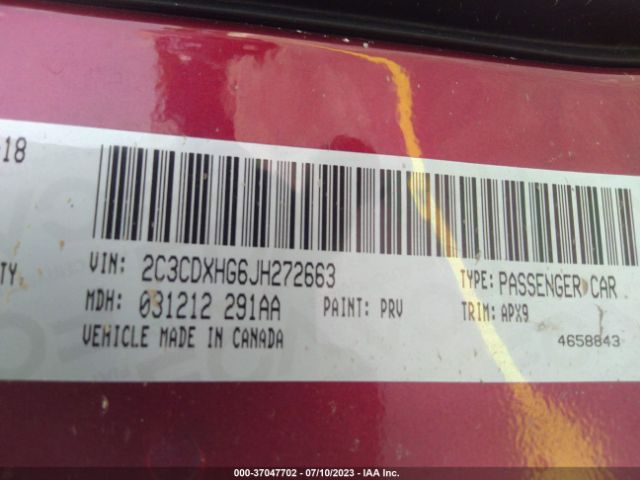 -18
TY
VIN: 2C3CDXHG6JH272663
TYPE: PASSENGER CAR
MDH: 031212 291AA
PAINT: PRV
TRIM: APX9
VEHICLE MADE IN CANADA
4658843
000-37047702 - 07/10/2023 - IAA Inc.